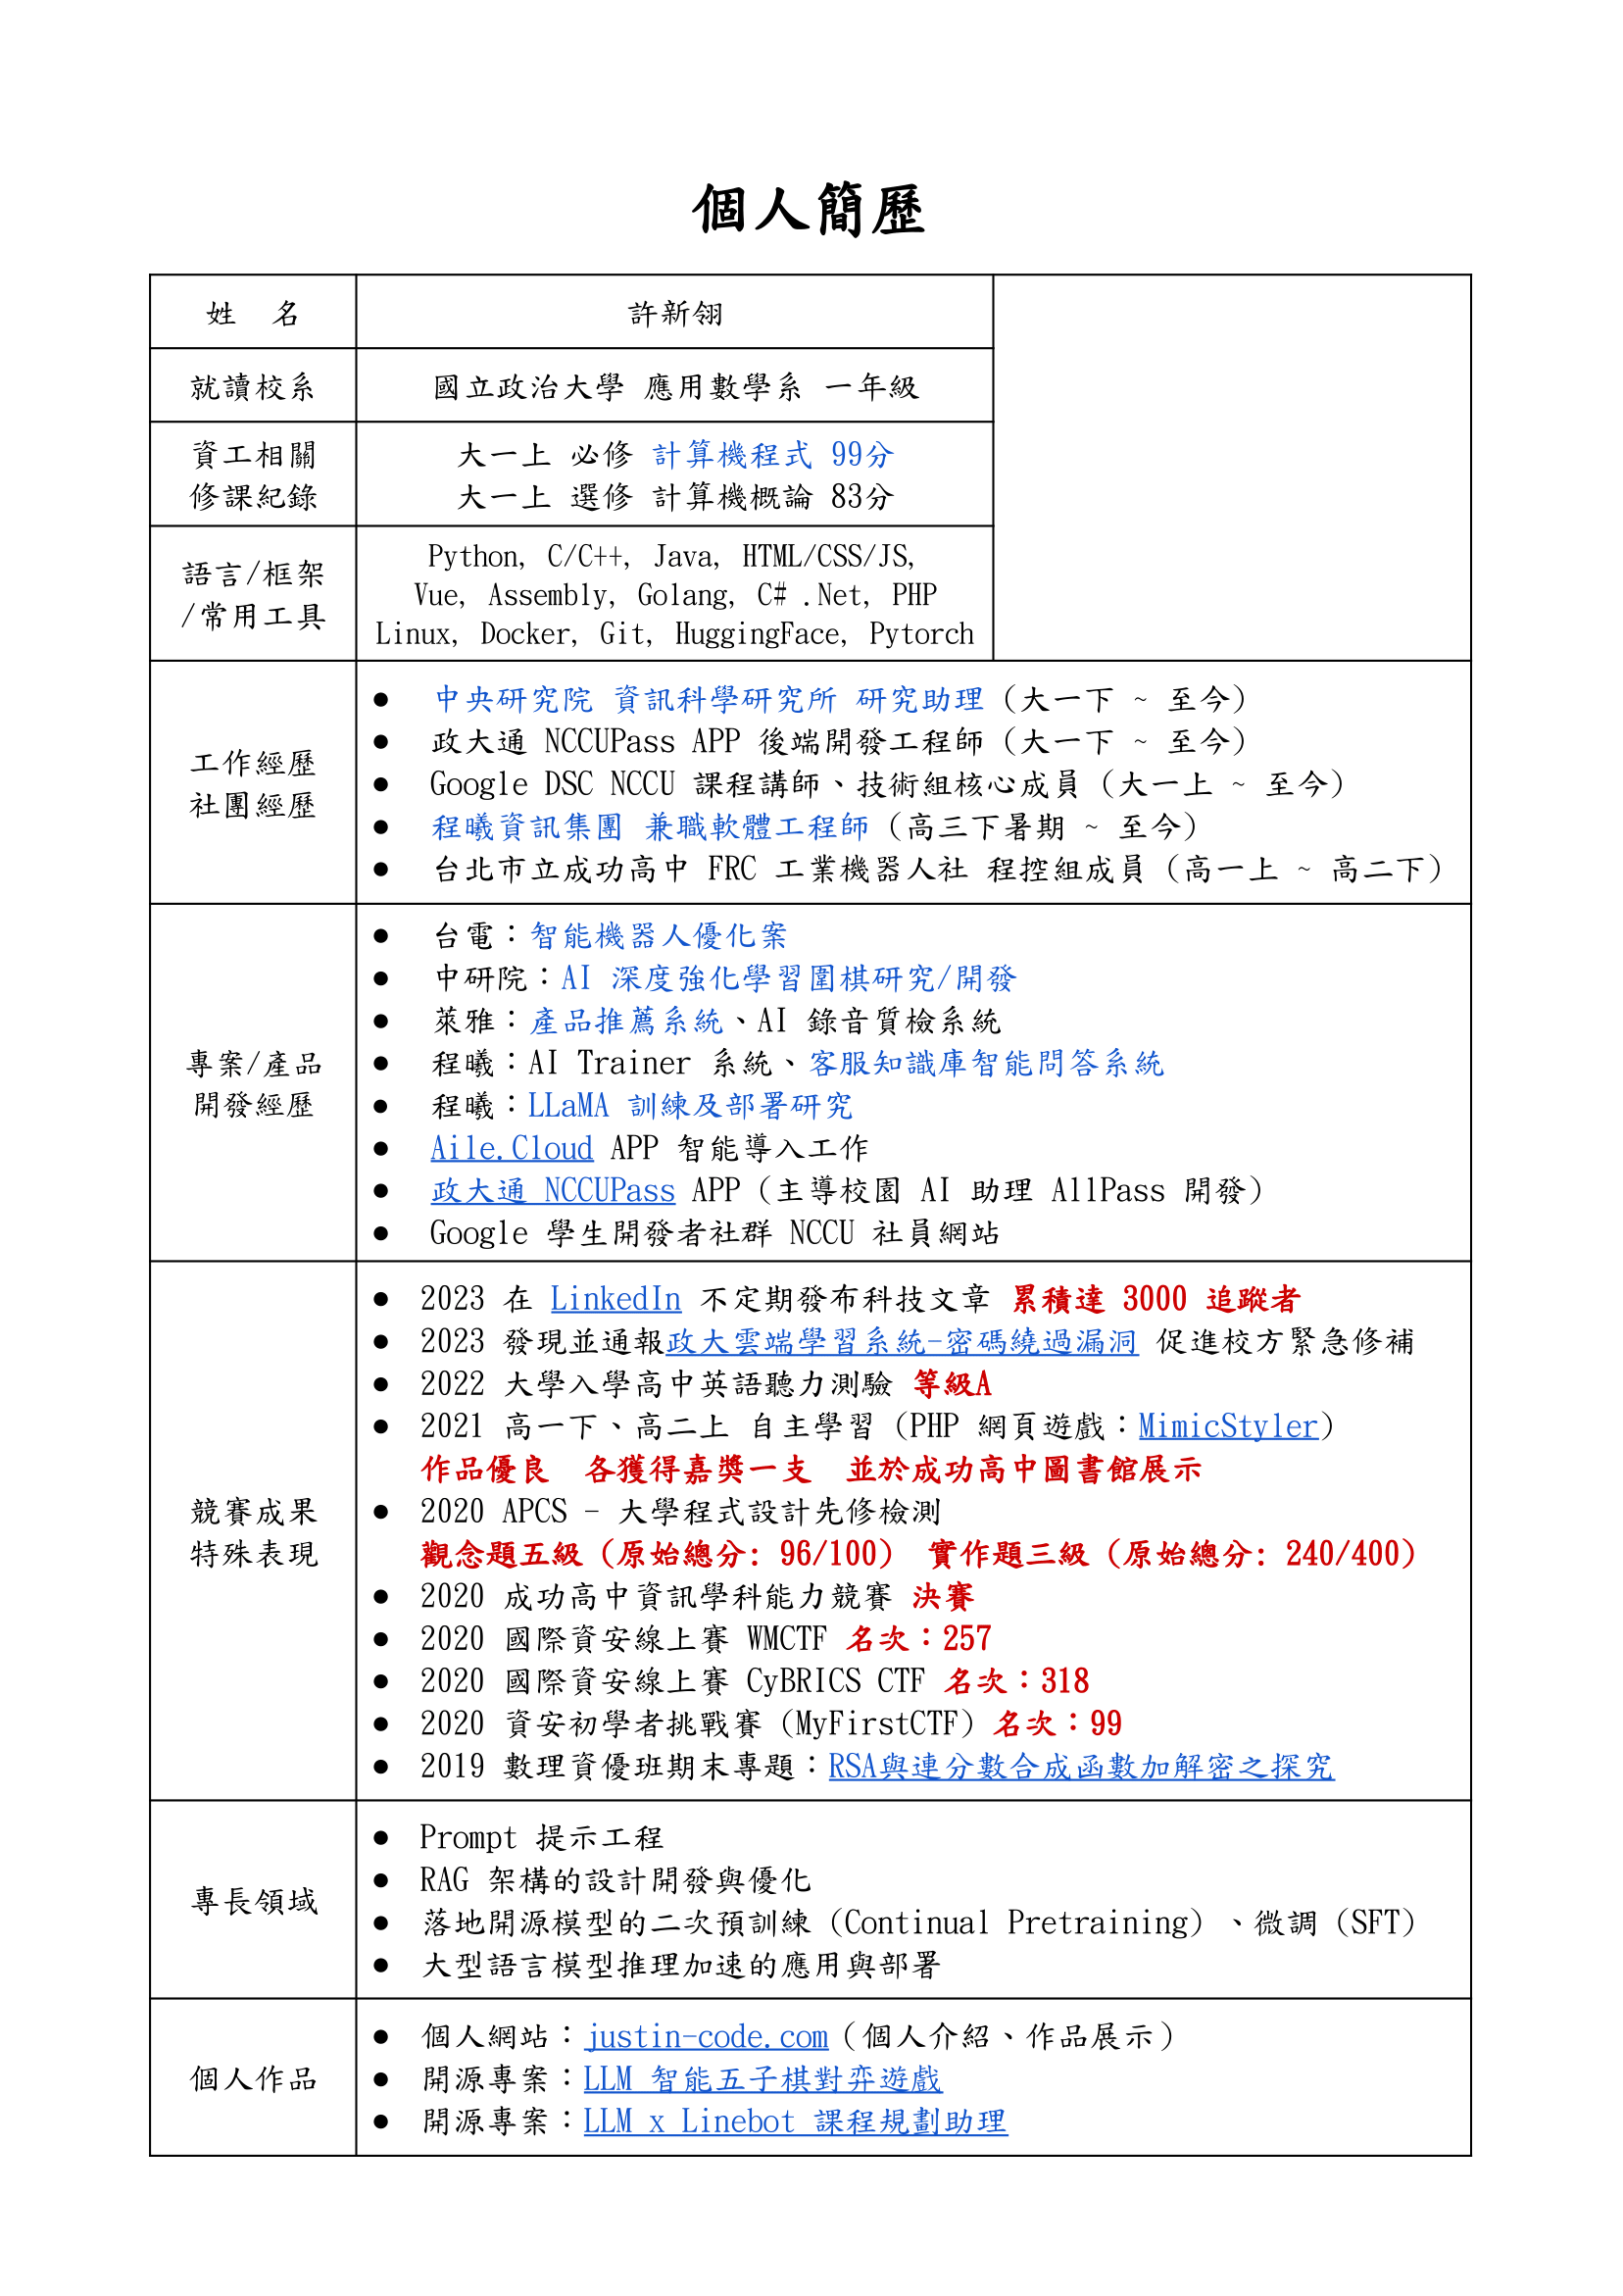 個人簡歷
姓 名
許新翎
就讀校系
國立政治大學 應用數學系 一年級
資工相關
修課紀錄
大一上 必修 計算機程式 99分
大一上 選修 計算機概論 83分
語言/框架
/常用工具
Python, C/C++, Java, HTML/CSS/JS,
Vue, Assembly, Golang, C# .Net, PHP
Linux, Docker, Git, HuggingFace, Pytorch
工作經歷
社團經歷
● 中央研究院 資訊科學研究所 研究助理（大一下 ~ 至今）
● 政大通 NCCUPass APP 後端開發工程師（大一下 ~ 至今）
● Google DSC NCCU 課程講師、技術組核心成員（大一上 ~ 至今）
● 程曦資訊集團 兼職軟體工程師（高三下暑期 ~ 至今）
● 台北市立成功高中 FRC 工業機器人社 程控組成員（高一上 ~ 高二下）
專案/產品
開發經歷
● 台電：智能機器人優化案
● 中研院：AI 深度強化學習圍棋研究/開發
● 萊雅：產品推薦系統、AI 錄音質檢系統
● 程曦：AI Trainer 系統、客服知識庫智能問答系統
● 程曦：LLaMA 訓練及部署研究
● Aile.Cloud APP 智能導入工作
● 政大通 NCCUPass APP（主導校園 AI 助理 AllPass 開發）
● Google 學生開發者社群 NCCU 社員網站
競賽成果
特殊表現
● 2023 在 LinkedIn 不定期發布科技文章 累積達 3000 追蹤者
● 2023 發現並通報政大雲端學習系統-密碼繞過漏洞 促進校方緊急修補
● 2022 大學入學高中英語聽力測驗 等級A
● 2021 高一下、高二上 自主學習（PHP 網頁遊戲：MimicStyler）
作品優良 各獲得嘉獎一支 並於成功高中圖書館展示
● 2020 APCS - 大學程式設計先修檢測
觀念題五級（原始總分: 96/100） 實作題三級（原始總分: 240/400）
● 2020 成功高中資訊學科能力競賽 決賽
● 2020 國際資安線上賽 WMCTF 名次：257
● 2020 國際資安線上賽 CyBRICS CTF 名次：318
● 2020 資安初學者挑戰賽（MyFirstCTF）名次：99
● 2019 數理資優班期末專題：RSA與連分數合成函數加解密之探究
專長領域
● Prompt 提示工程
● RAG 架構的設計開發與優化
● 落地開源模型的二次預訓練（Continual Pretraining）、微調（SFT）
● 大型語言模型推理加速的應用與部署
個人作品
● 個人網站：justin-code.com（個人介紹、作品展示）
● 開源專案：LLM 智能五子棋對弈遊戲
● 開源專案：LLM x Linebot 課程規劃助理